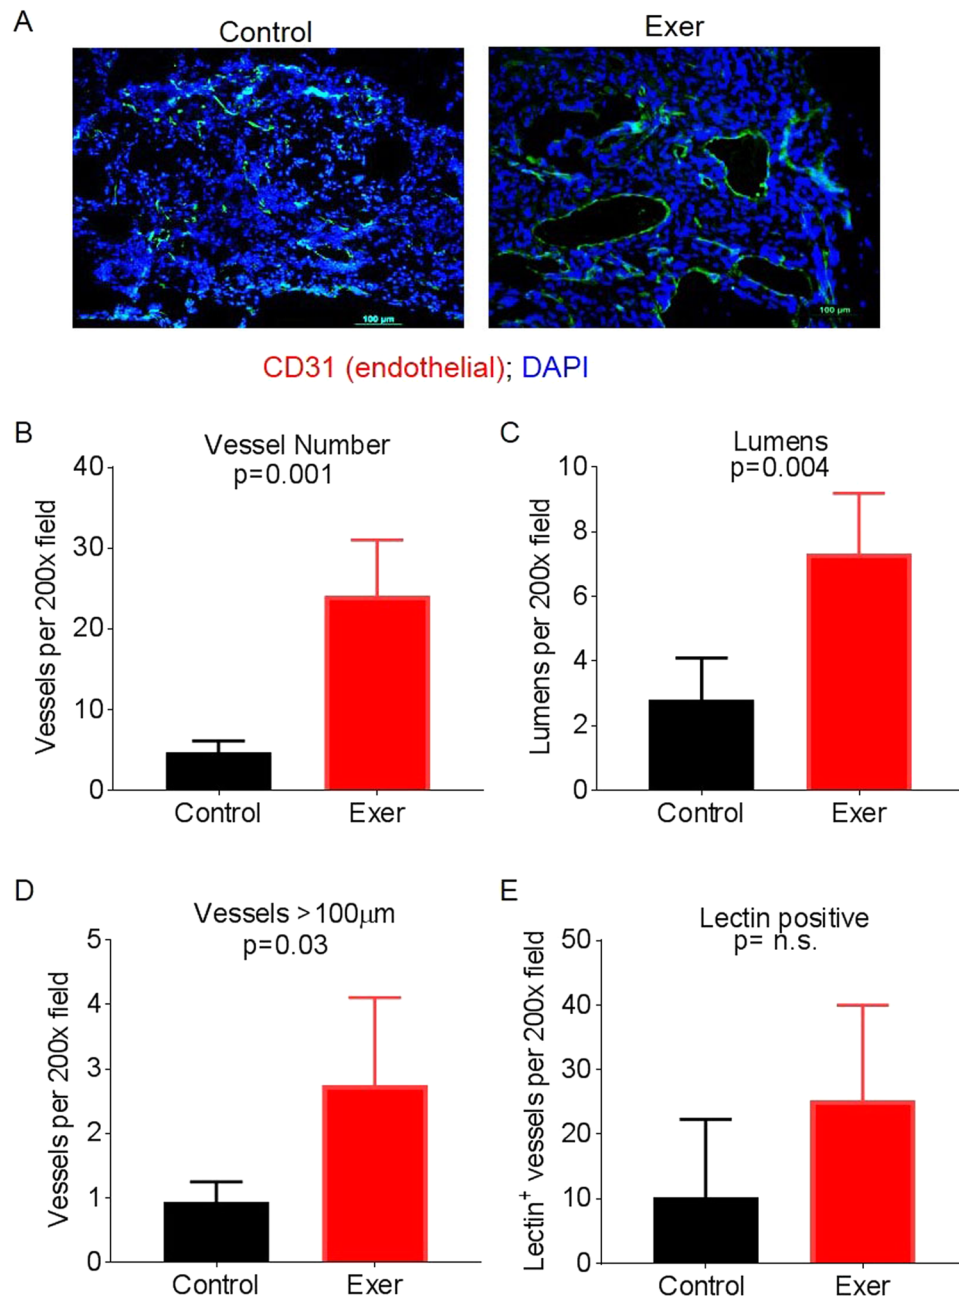 A
Control
Exer
100 µm
100 µm
CD31 (endothelial); DAPI
B
Vessel Number
p=0.001
Vessels per 200x field
40
30
20
10
0
Control
Exer
C
Lumens
p=0.004
Lumens per 200x field
10
8
6
4
2
0
Control
Exer
D
Vessels >100µm
p=0.03
Vessels per 200x field
5
4
3
2
1
0
Control
Exer
E
Lectin positive
p= n.s.
Lectin⁺ vessels per 200x field
50
40
30
20
10
0
Control
Exer